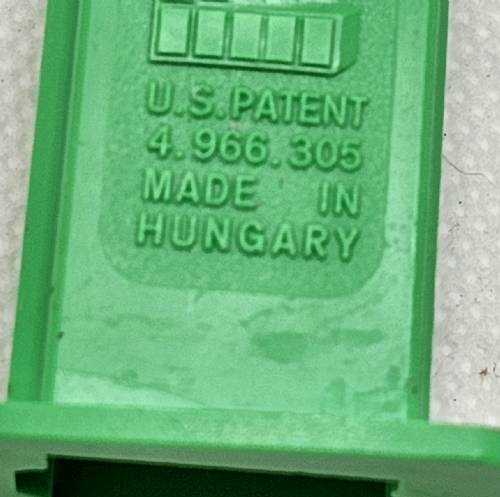 U.S.PATENT
4.966.305
MADE IN
HUNGARY